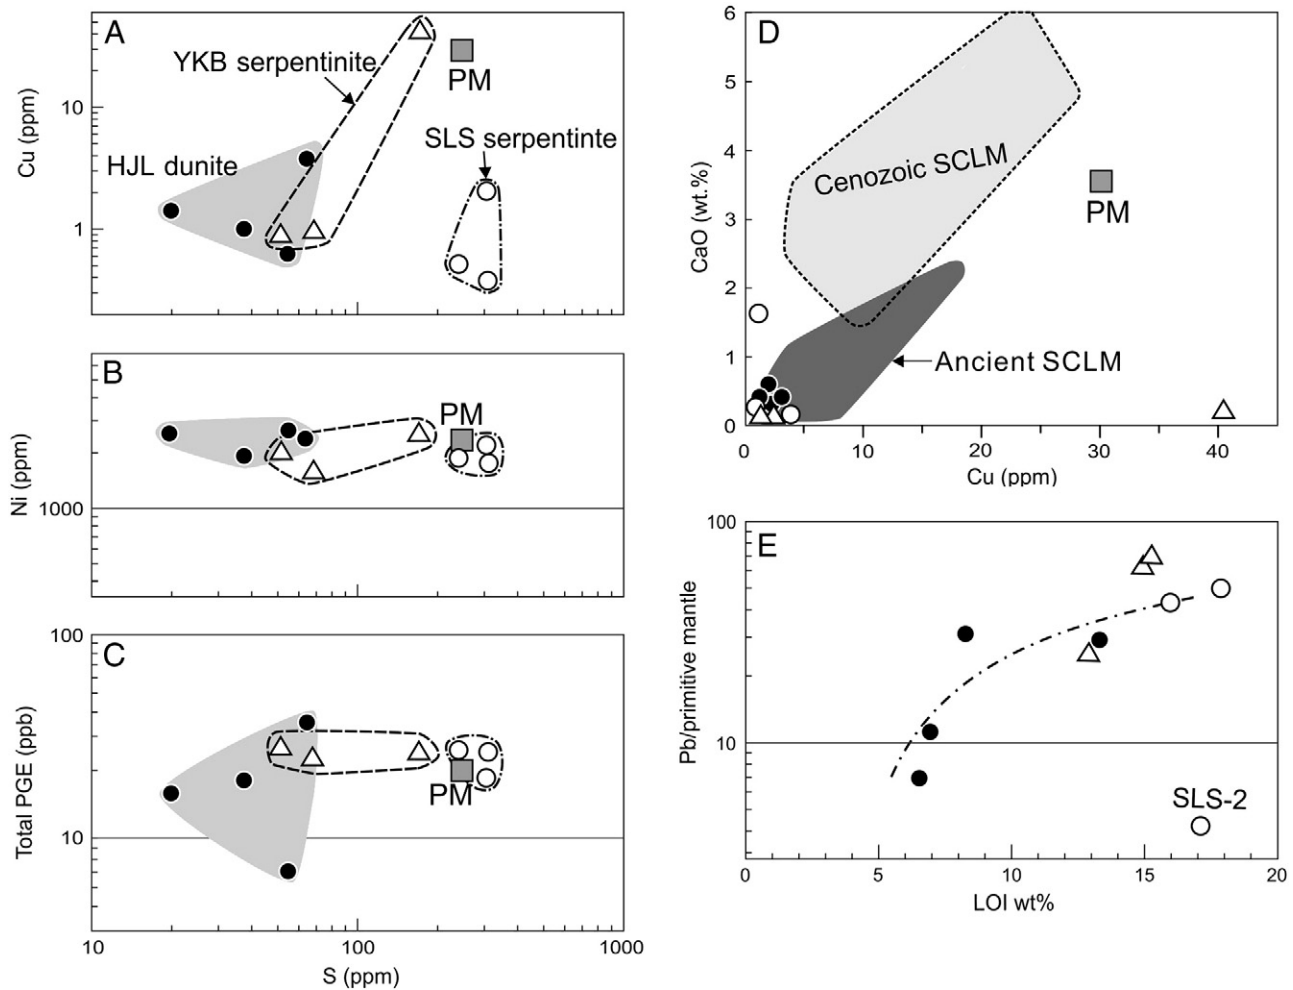 A
YKB serpentinite
PM
SLS serpentinte
HJL dunite
10
1
Cu (ppm)
B
PM
1000
Ni (ppm)
C
100
10
PM
Total PGE (ppb)
10
100
1000
S (ppm)
D
6
5
4
3
2
1
0
CaO (wt.%)
Cenozoic SCLM
PM
Ancient SCLM
0
10
20
30
40
Cu (ppm)
E
100
10
Pb/primitive mantle
SLS-2
0
5
10
15
20
LOI wt%